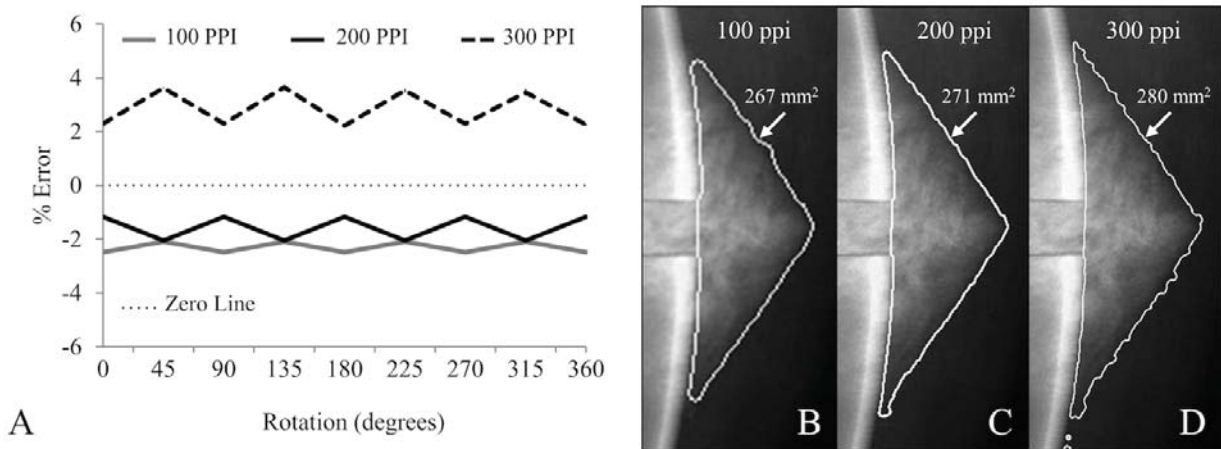 6
100 PPI 200 PPI 300 PPI
4
2
0
-2
-4
-6
% Error
Zero Line
0 45 90 135 180 225 270 315 360
Rotation (degrees)
A
100 ppi
267 mm²
B
200 ppi
271 mm²
C
300 ppi
280 mm²
D